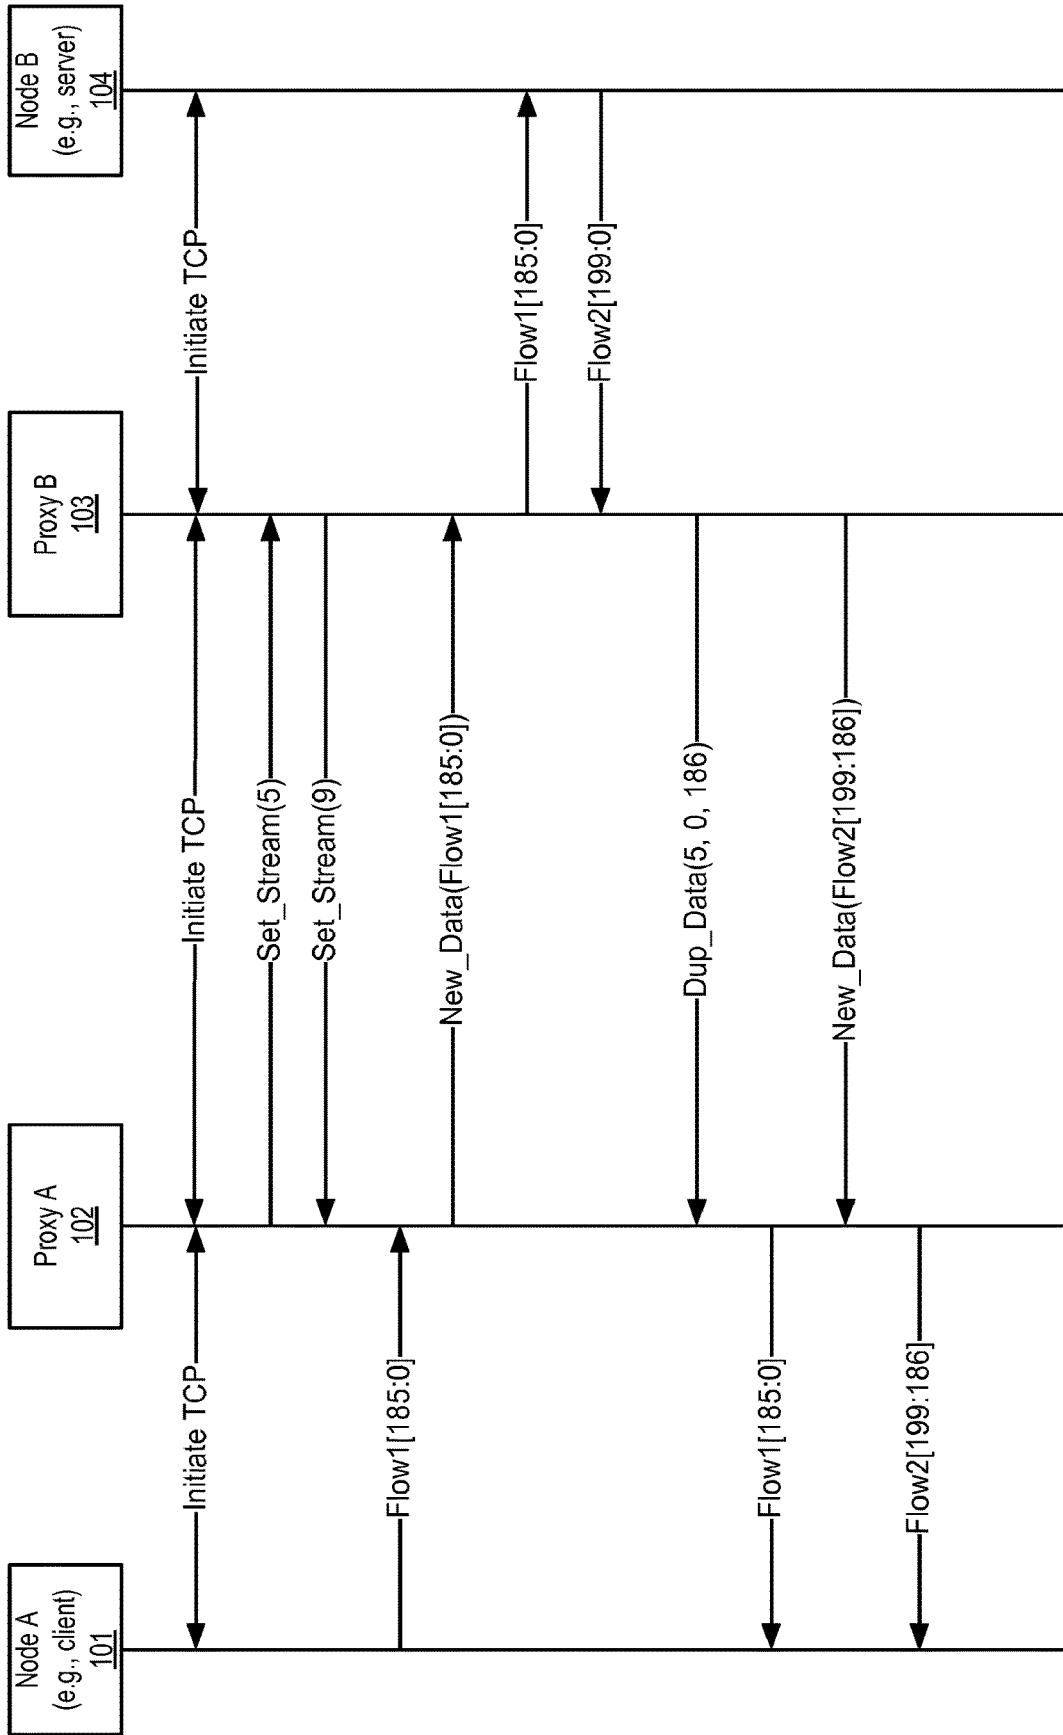 Node A
(e.g., client)
101
Proxy A
102
Proxy B
103
Node B
(e.g., server)
104
Initiate TCP
Initiate TCP
Initiate TCP
Set_Stream(5)
Set_Stream(9)
Flow1[185:0]
New_Data(Flow1[185:0])
Flow1[185:0]
Flow2[199:0]
Dup_Data(5, 0, 186)
Flow1[185:0]
New_Data(Flow2[199:186])
Flow2[199:186]